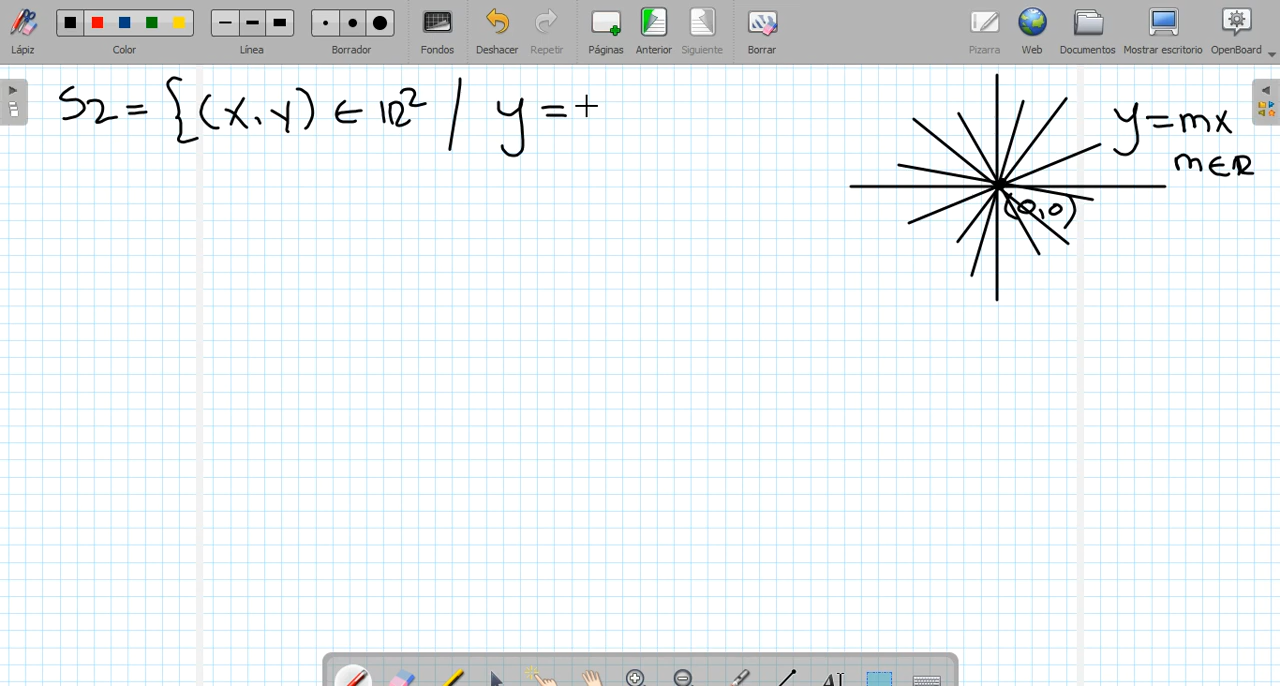 Lápiz Color Línea Borrador Fondos Deshacer Repetir Páginas Anterior Siguiente Borrar Pizarra Web Documentos Mostrar escritorio OpenBoard
S2 = {(x,y) ∈ ℝ² / y = +
y = mx
m ∈ ℝ
(0,0)
AI